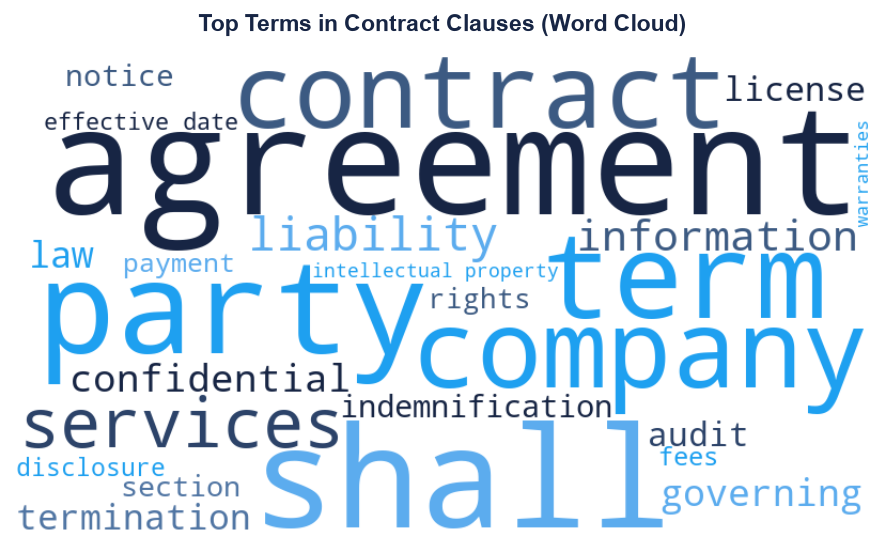 Top Terms in Contract Clauses (Word Cloud)
notice
contract
license
effective date
agreement
warranties
liability
information
law
payment
intellectual property
term
party
rights
company
confidential
indemnification
services
audit
shall
fees
disclosure
section
governing
termination